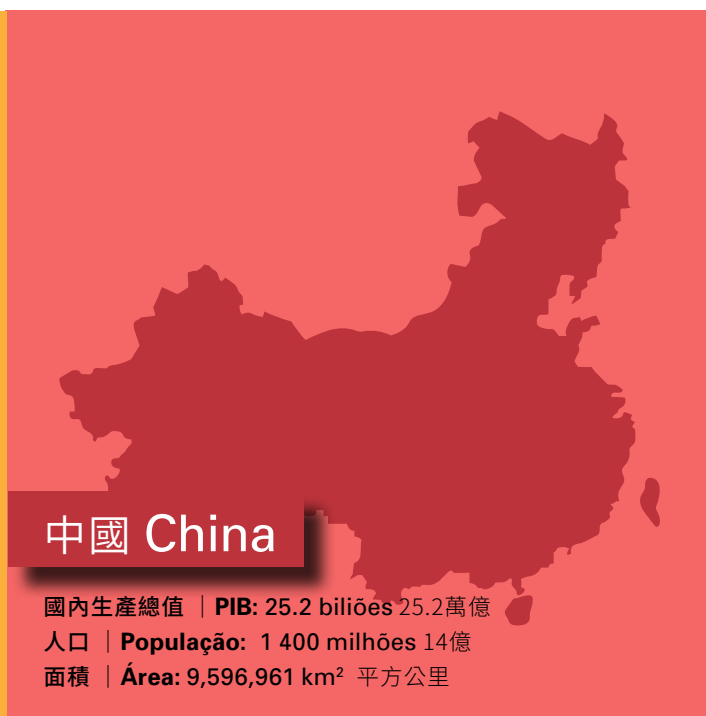 中國 China
國內生產總值 | PIB: 25.2 biliões 25.2萬億
人口 | População: 1 400 milhões 14億
面積 | Área: 9,596,961 km² 平方公里